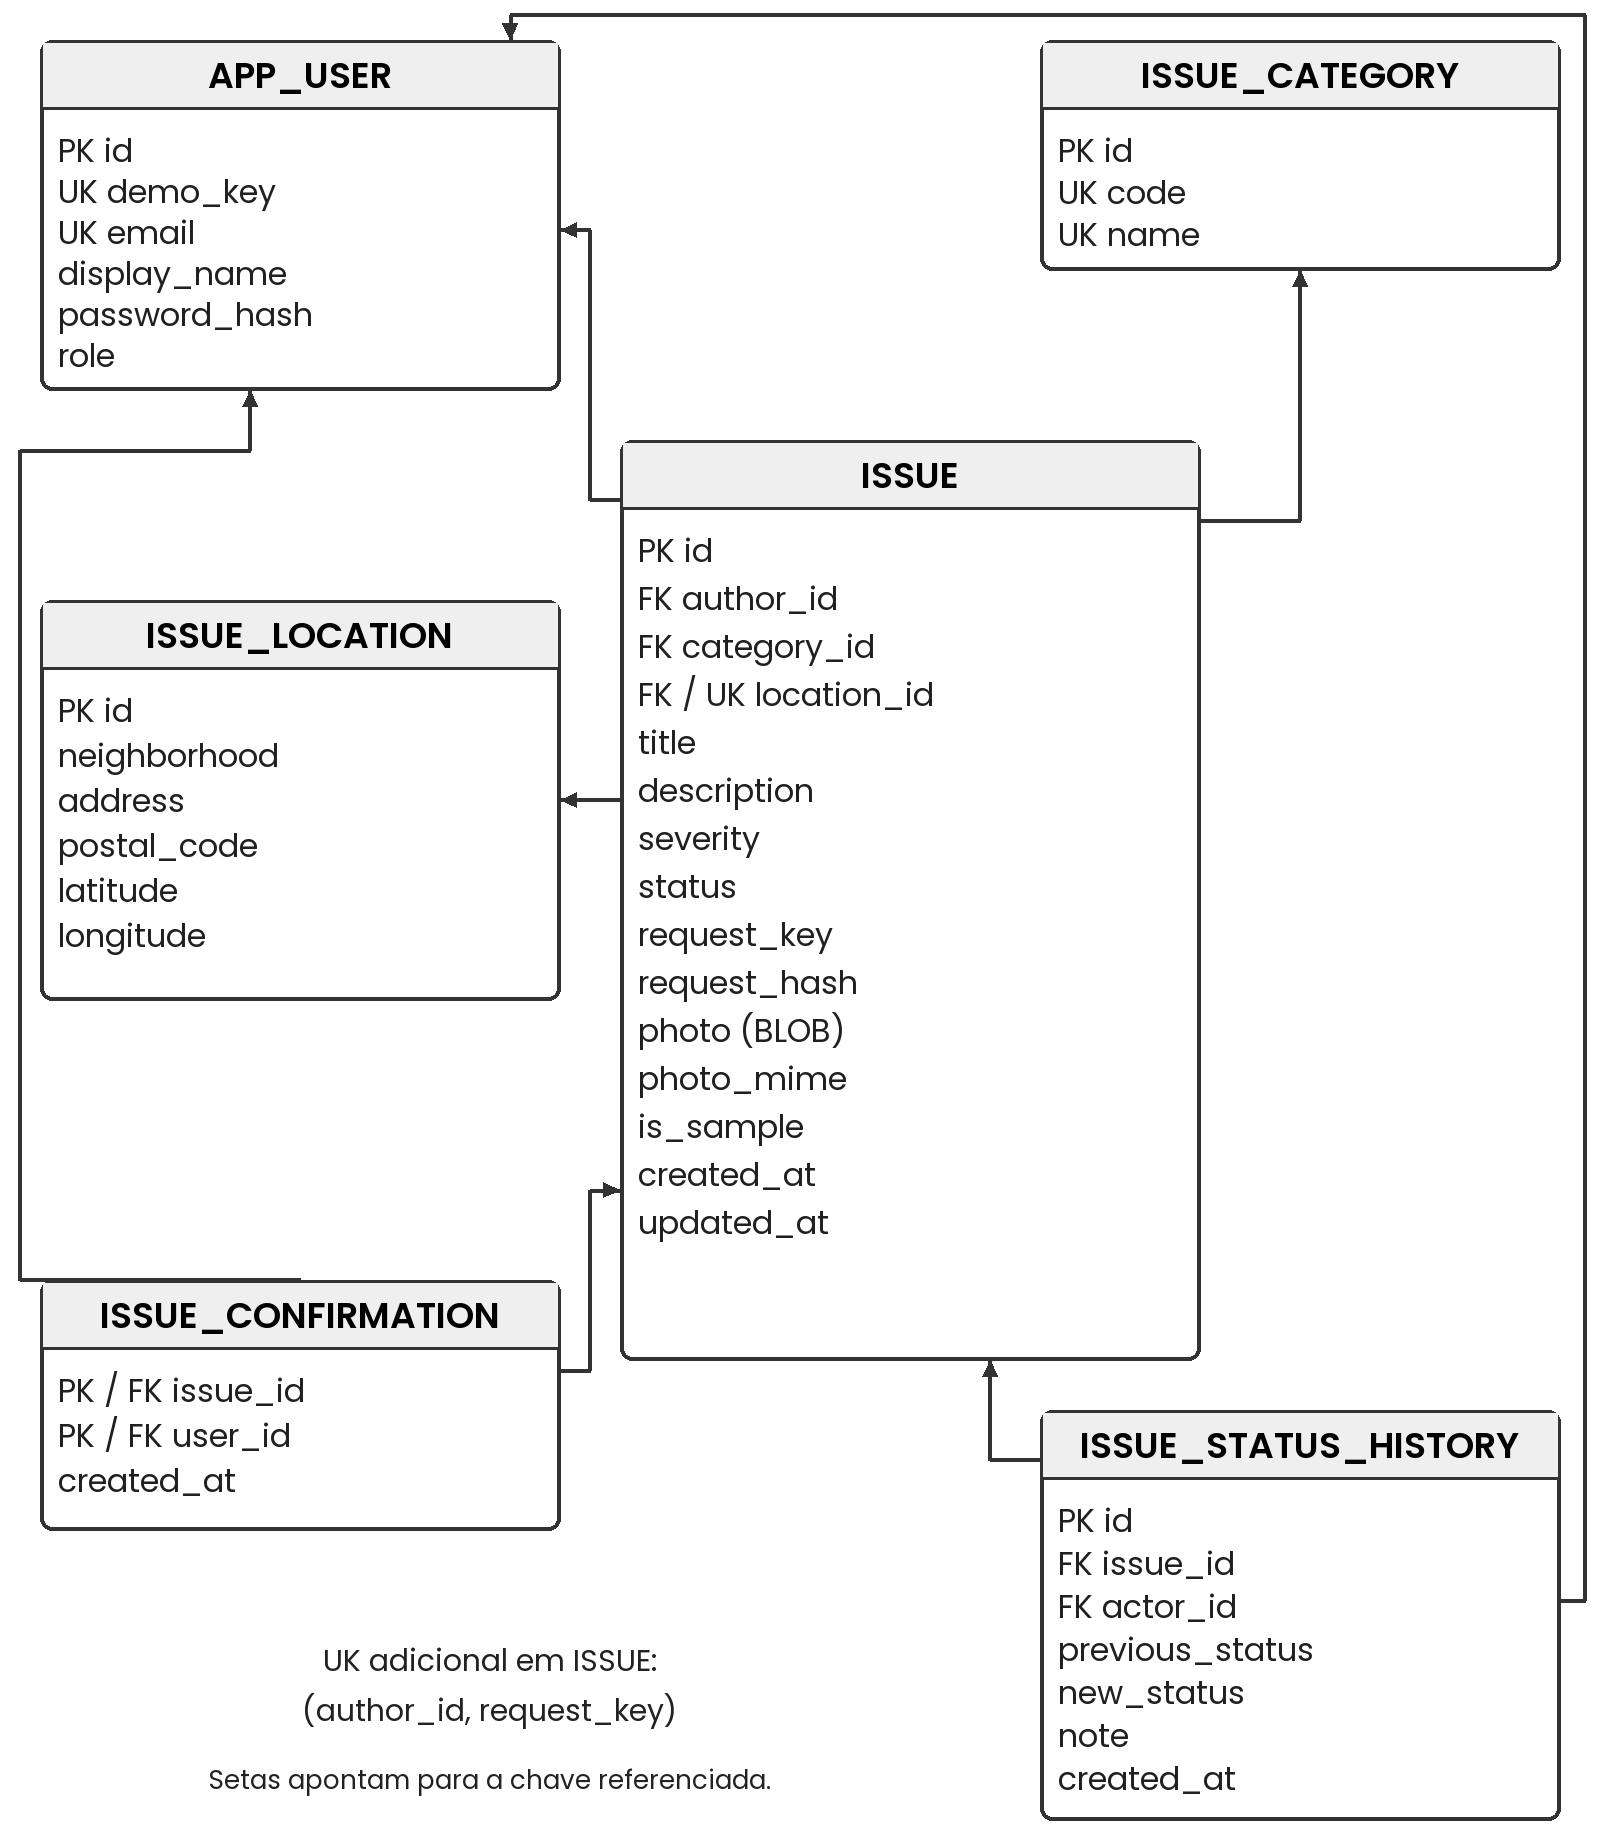 APP_USER
PK id
UK demo_key
UK email
display_name
password_hash
role
ISSUE_CATEGORY
PK id
UK code
UK name
ISSUE
PK id
FK author_id
FK category_id
FK / UK location_id
title
description
severity
status
request_key
request_hash
photo (BLOB)
photo_mime
is_sample
created_at
updated_at
ISSUE_LOCATION
PK id
neighborhood
address
postal_code
latitude
longitude
ISSUE_CONFIRMATION
PK / FK issue_id
PK / FK user_id
created_at
ISSUE_STATUS_HISTORY
PK id
FK issue_id
FK actor_id
previous_status
new_status
note
created_at
UK adicional em ISSUE:
(author_id, request_key)
Setas apontam para a chave referenciada.